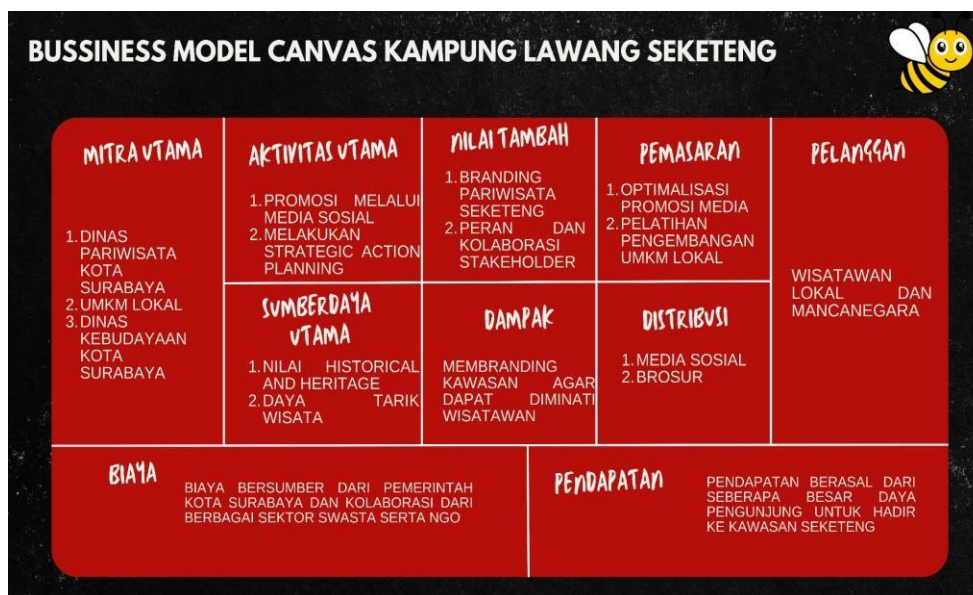 BUSSINESS MODEL CANVAS KAMPUNG LAWANG SEKETENG
MITRA UTAMA
1. DINAS
PARIWISATA
KOTA
SURABAYA
2. UMKM LOKAL
3. DINAS
KEBUDAYAAN
KOTA
SURABAYA
AKTIVITAS UTAMA
1. PROMOSI MELALUI
MEDIA SOSIAL
2. MELAKUKAN
STRATEGIC ACTION
PLANNING
SUMBERDAYA
UTAMA
1. NILAI HISTORICAL
AND HERITAGE
2. DAYA TARIK
WISATA
NILAI TAMBAH
1. BRANDING
PARIWISATA
SEKETENG
2. PERAN DAN
KOLABORASI
STAKEHOLDER
DAMPAK
MEMBRANDING
KAWASAN AGAR
DAPAT DIMINATI
WISATAWAN
PEMASARAN
1. OPTIMALISASI
PROMOSI MEDIA
2. PELATIHAN
PENGEMBANGAN
UMKM LOKAL
DISTRIBUSI
1. MEDIA SOSIAL
2. BROSUR
PELANGGAN
WISATAWAN
LOKAL DAN
MANCANEGARA
BIAYA
BIAYA BERSUMBER DARI PEMERINTAH
KOTA SURABAYA DAN KOLABORASI DARI
BERBAGAI SEKTOR SWASTA SERTA NGO
PENDAPATAN
PENDAPATAN BERASAL DARI
SEBERAPA BESAR DAYA
PENGUNJUNG UNTUK HADIR
KE KAWASAN SEKETENG